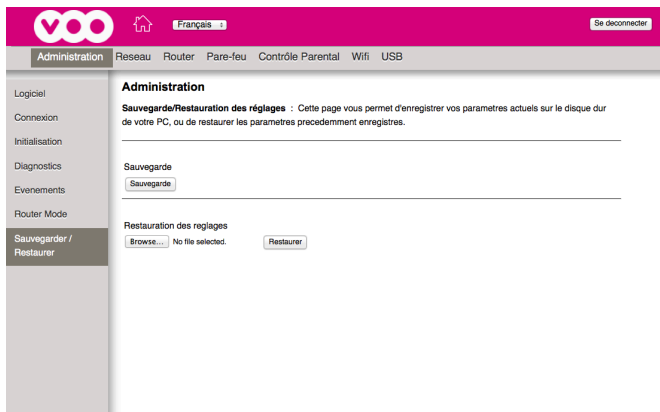 voo
Français
Se deconnecter
Administration Reseau Router Pare-feu Contrôle Parental Wifi USB
Logiciel
Connexion
Initialisation
Diagnostics
Evenements
Router Mode
Sauvegarder /
Restaurer
Administration
Sauvegarde/Restauration des réglages : Cette page vous permet d'enregistrer vos parametres actuels sur le disque dur
de votre PC, ou de restaurer les parametres precedemment enregistres.
Sauvegarde
Sauvegarde
Restauration des reglages
Browse... No file selected. Restaurer